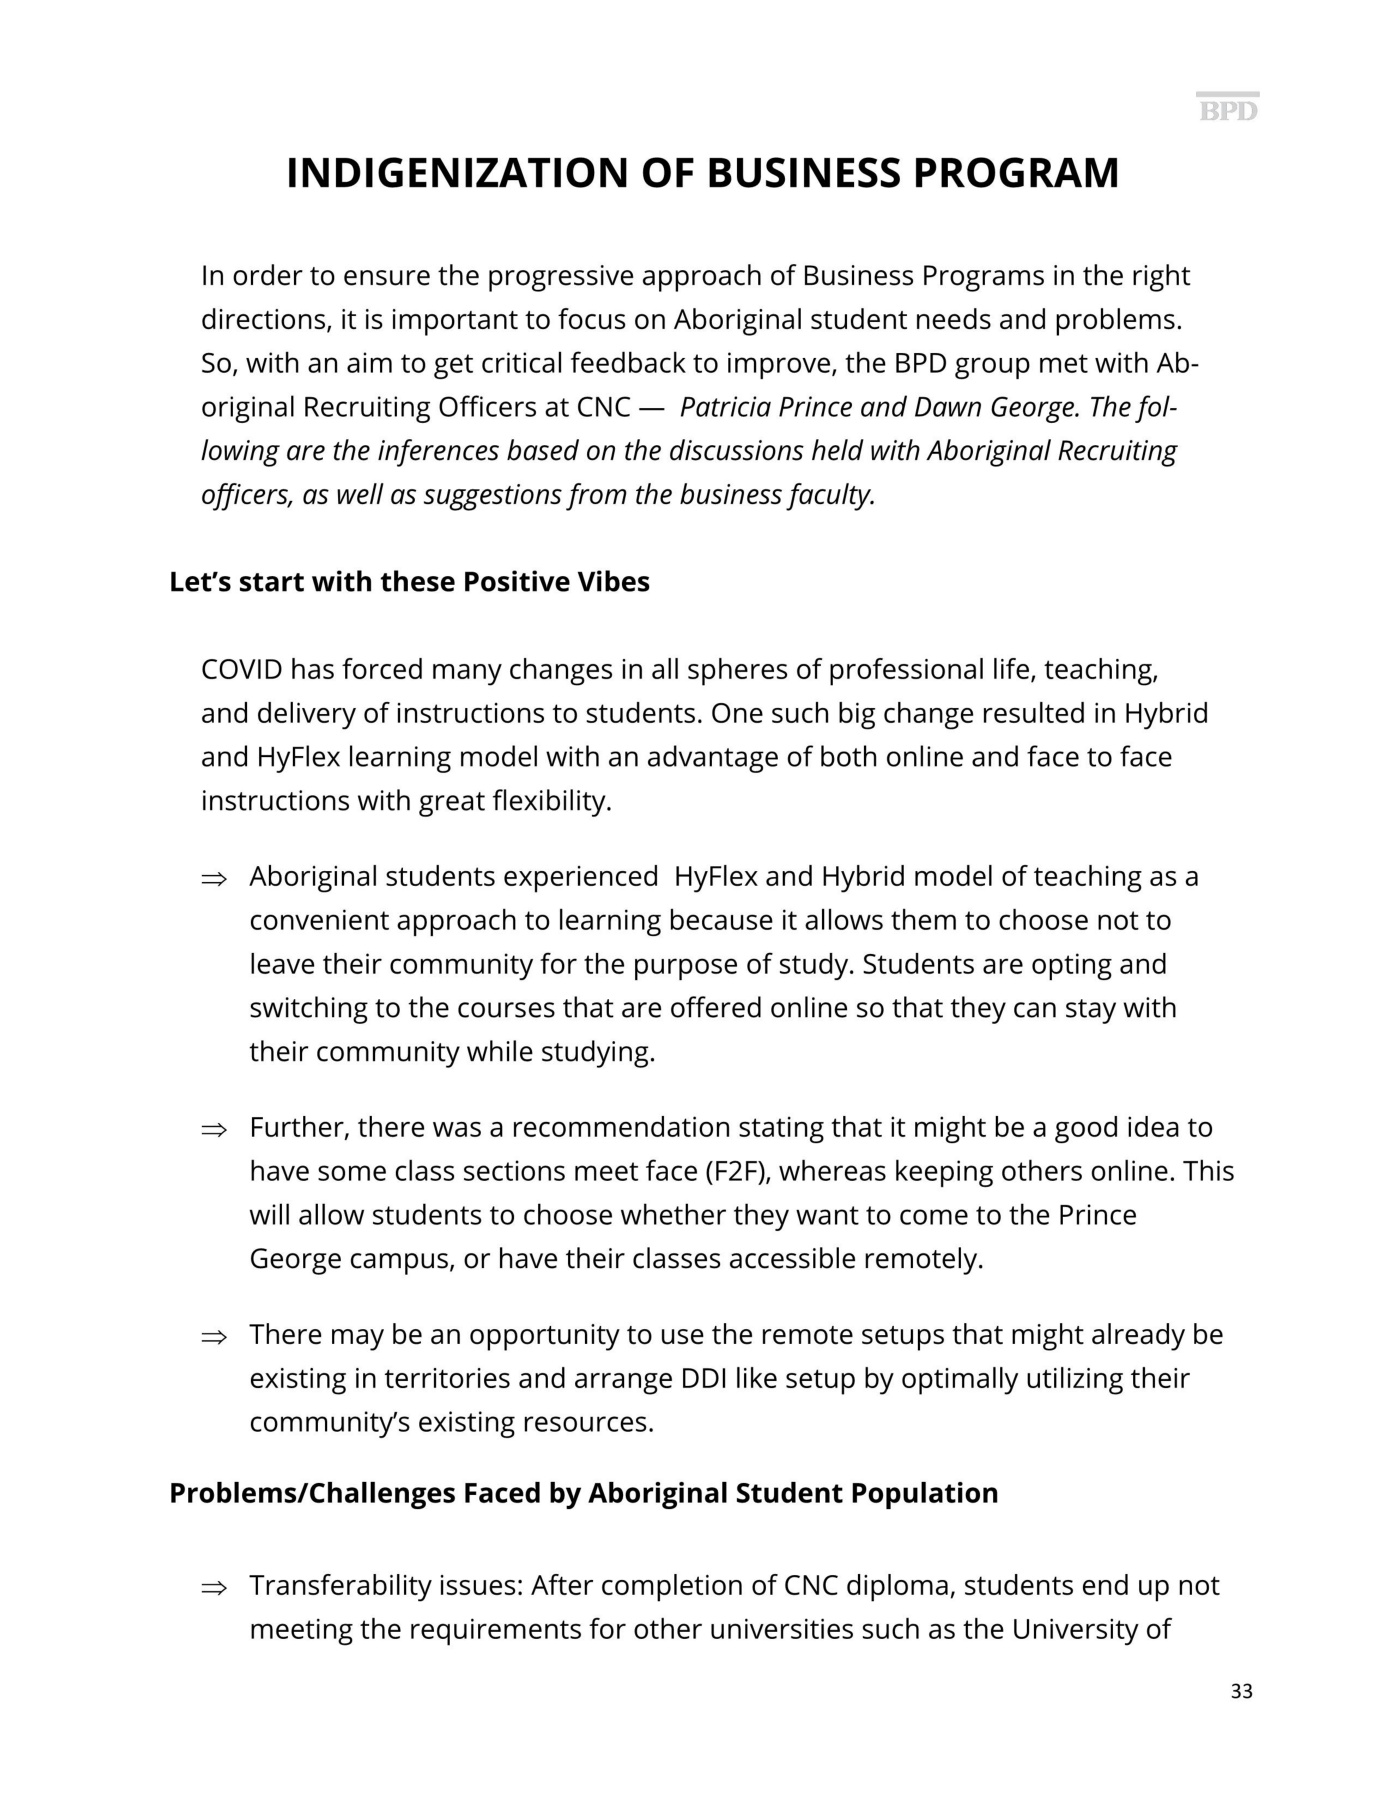 BPD
INDIGENIZATION OF BUSINESS PROGRAM
In order to ensure the progressive approach of Business Programs in the right
directions, it is important to focus on Aboriginal student needs and problems.
So, with an aim to get critical feedback to improve, the BPD group met with Ab-
original Recruiting Officers at CNC — Patricia Prince and Dawn George. The fol-
lowing are the inferences based on the discussions held with Aboriginal Recruiting
officers, as well as suggestions from the business faculty.
Let’s start with these Positive Vibes
COVID has forced many changes in all spheres of professional life, teaching,
and delivery of instructions to students. One such big change resulted in Hybrid
and HyFlex learning model with an advantage of both online and face to face
instructions with great flexibility.
⇒ Aboriginal students experienced HyFlex and Hybrid model of teaching as a
convenient approach to learning because it allows them to choose not to
leave their community for the purpose of study. Students are opting and
switching to the courses that are offered online so that they can stay with
their community while studying.
⇒ Further, there was a recommendation stating that it might be a good idea to
have some class sections meet face (F2F), whereas keeping others online. This
will allow students to choose whether they want to come to the Prince
George campus, or have their classes accessible remotely.
⇒ There may be an opportunity to use the remote setups that might already be
existing in territories and arrange DDI like setup by optimally utilizing their
community’s existing resources.
Problems/Challenges Faced by Aboriginal Student Population
⇒ Transferability issues: After completion of CNC diploma, students end up not
meeting the requirements for other universities such as the University of
33